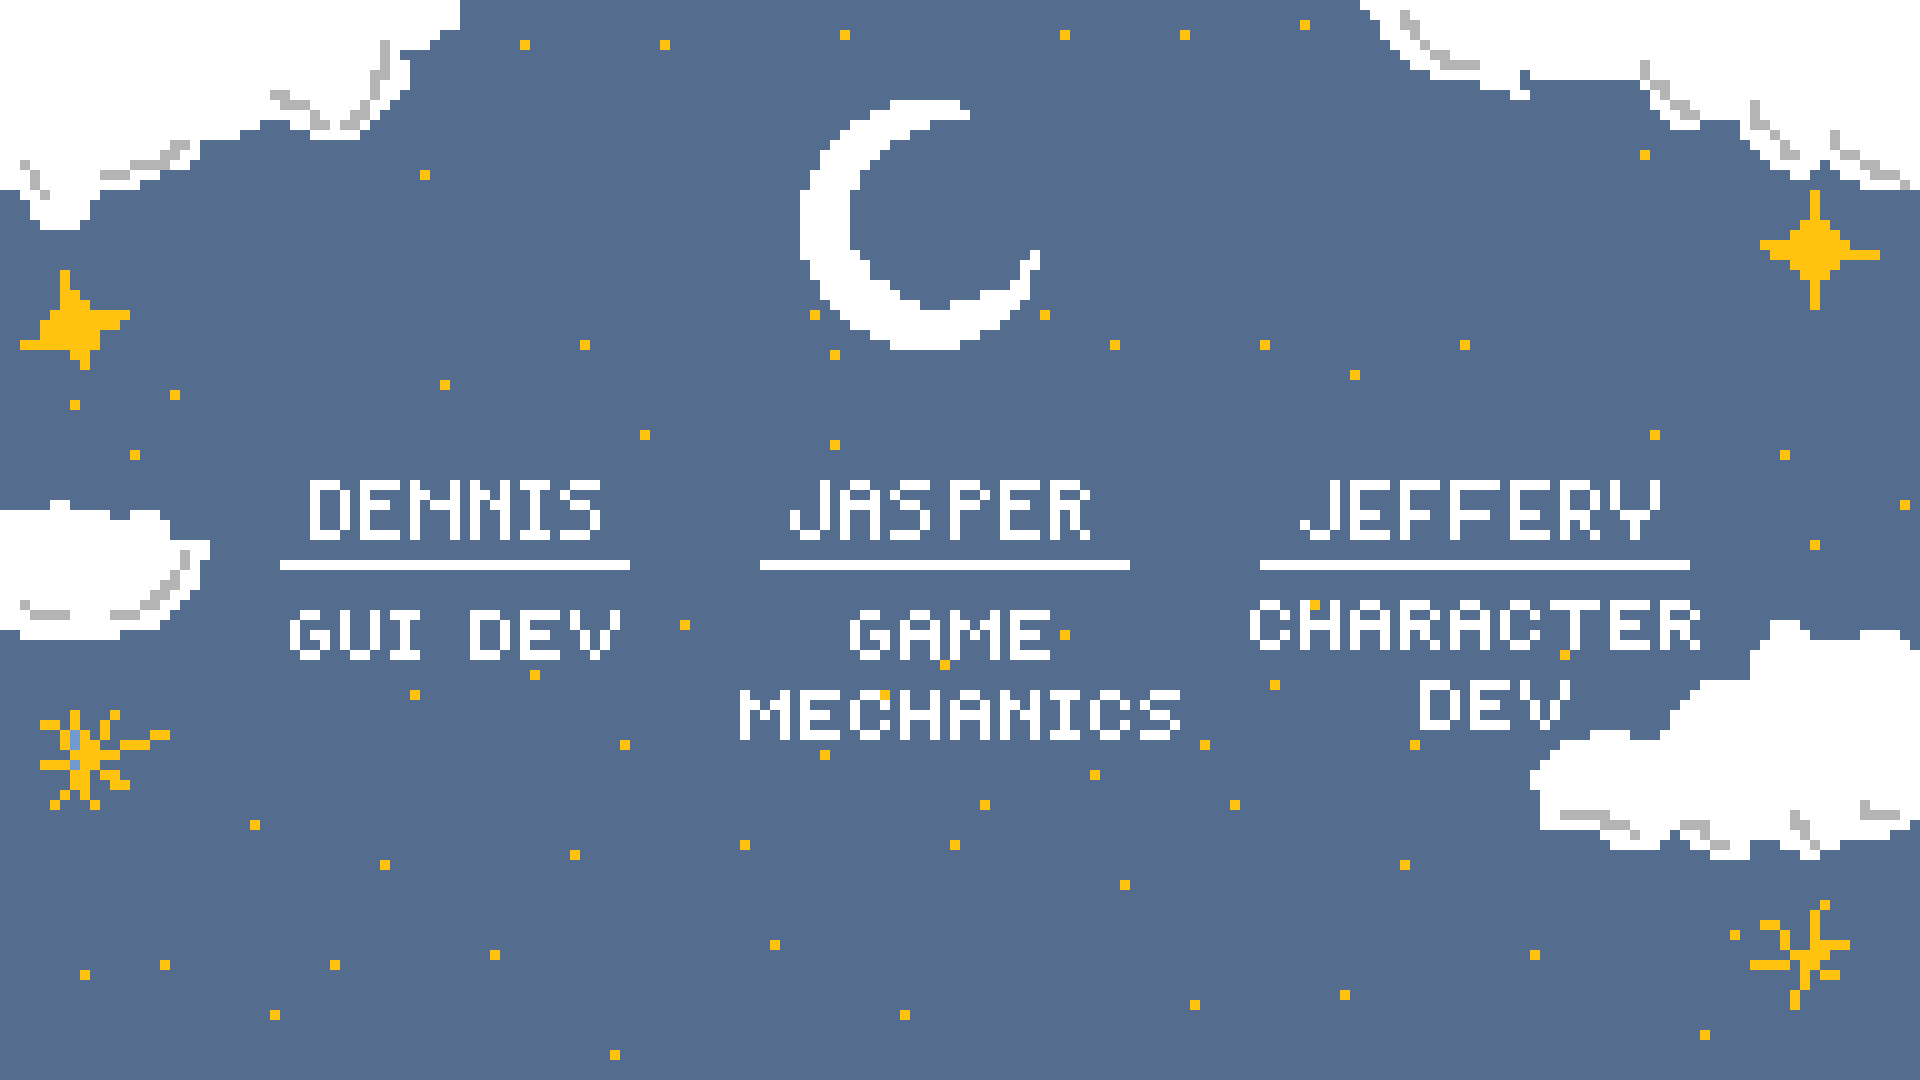 DENNIS
GUI DEV
JASPER
GAME
MECHANICS
JEFFERY
CHARACTER
DEV